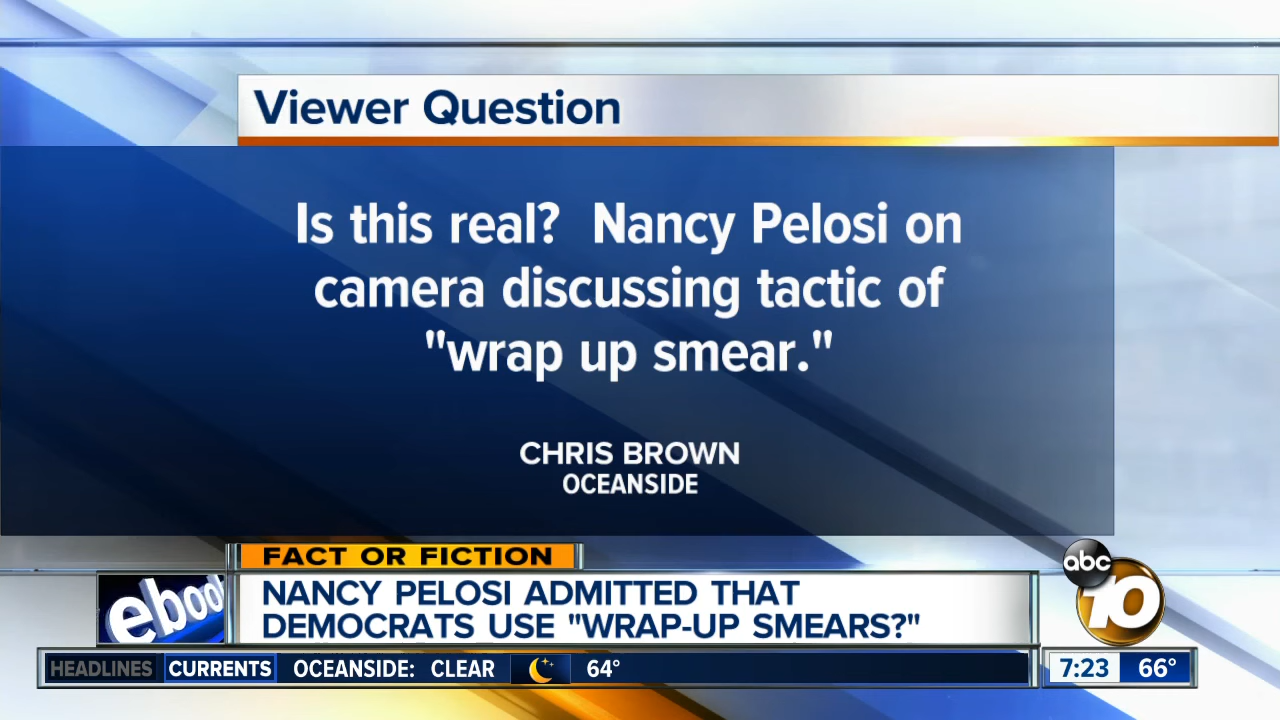 Viewer Question
Is this real?  Nancy Pelosi on
camera discussing tactic of
"wrap up smear."
CHRIS BROWN
OCEANSIDE
FACT OR FICTION
NANCY PELOSI ADMITTED THAT
DEMOCRATS USE "WRAP-UP SMEARS?"
eboo
abc
10
HEADLINES CURRENTS OCEANSIDE: CLEAR 64°
7:23 66°